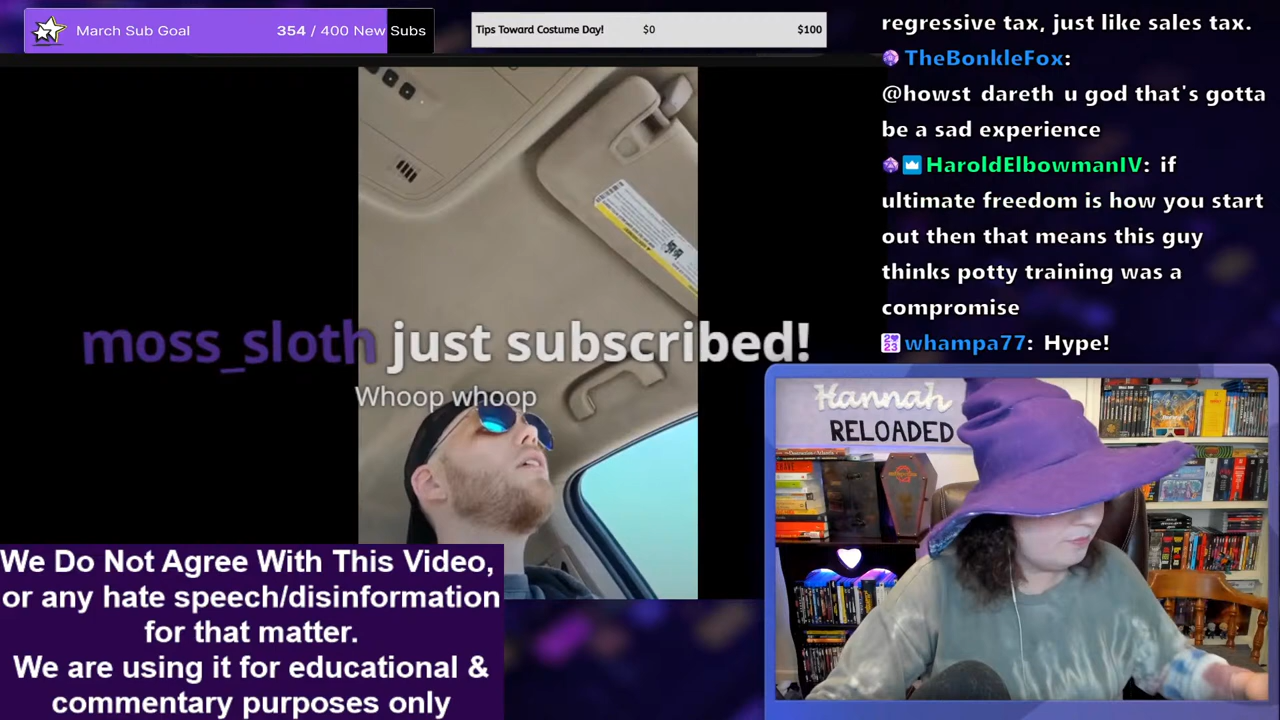 March Sub Goal
354 / 400 New Subs
Tips Toward Costume Day!
$0
$100
regressive tax, just like sales tax.
TheBonkleFox:
@howst dareth u god that's gotta
be a sad experience
HaroldElbowmanIV: if
ultimate freedom is how you start
out then that means this guy
thinks potty training was a
compromise
whampa77: Hype!
moss_sloth just subscribed!
Whoop whoop
Hannah
RELOADED
We Do Not Agree With This Video,
or any hate speech/disinformation
for that matter.
We are using it for educational &
commentary purposes only